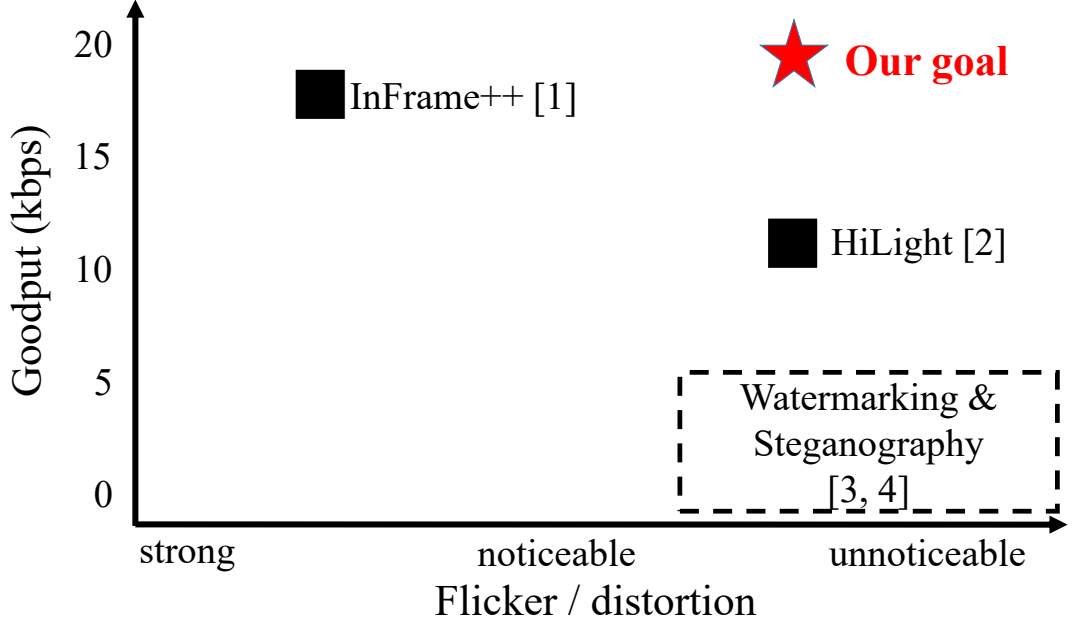 20
Our goal
InFrame++ [1]
15
HiLight [2]
10
Goodput (kbps)
5
Watermarking &
Steganography
[3, 4]
0
strong
noticeable
unnoticeable
Flicker / distortion